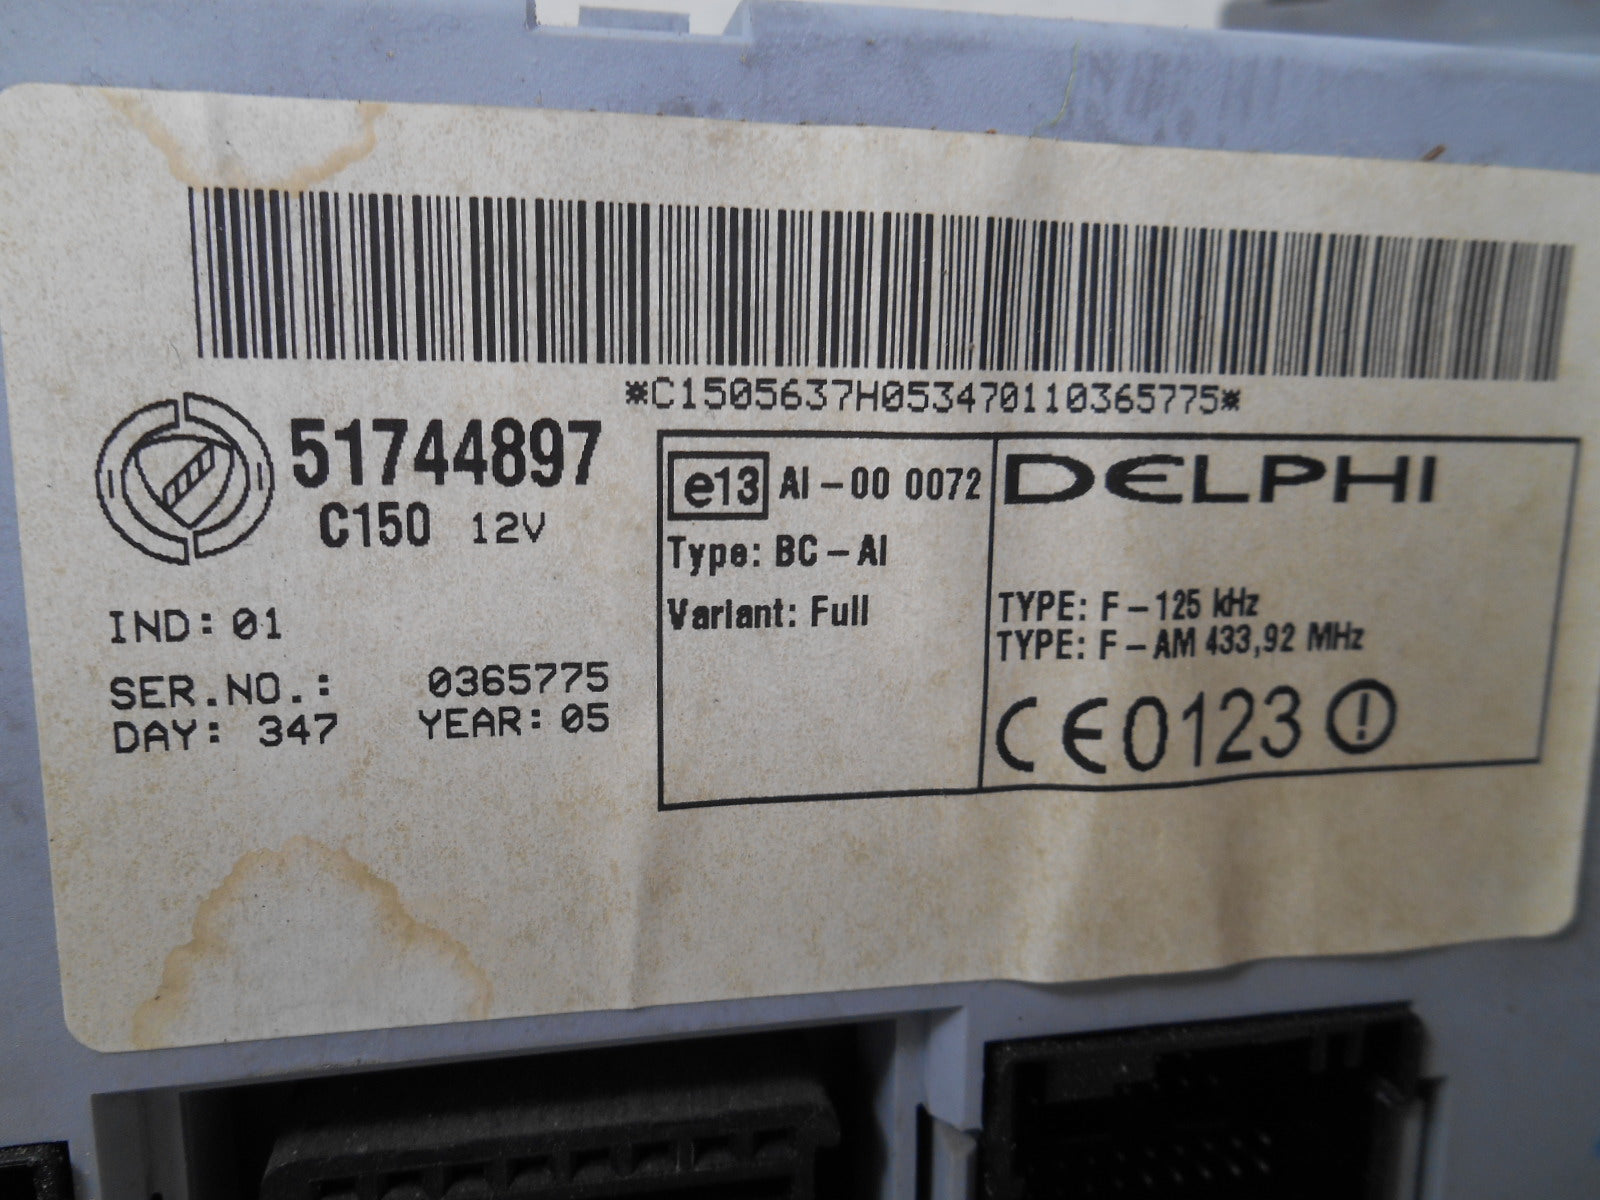 *C1505637H053470110365775*
51744897
C150 12V
IND: 01
SER.NO.: 0365775
DAY: 347 YEAR: 05
e13 AI-00 0072
Type: BC-AI
Variant: Full
DELPHI
TYPE: F-125 kHz
TYPE: F-AM 433,92 MHz
CE0123 !